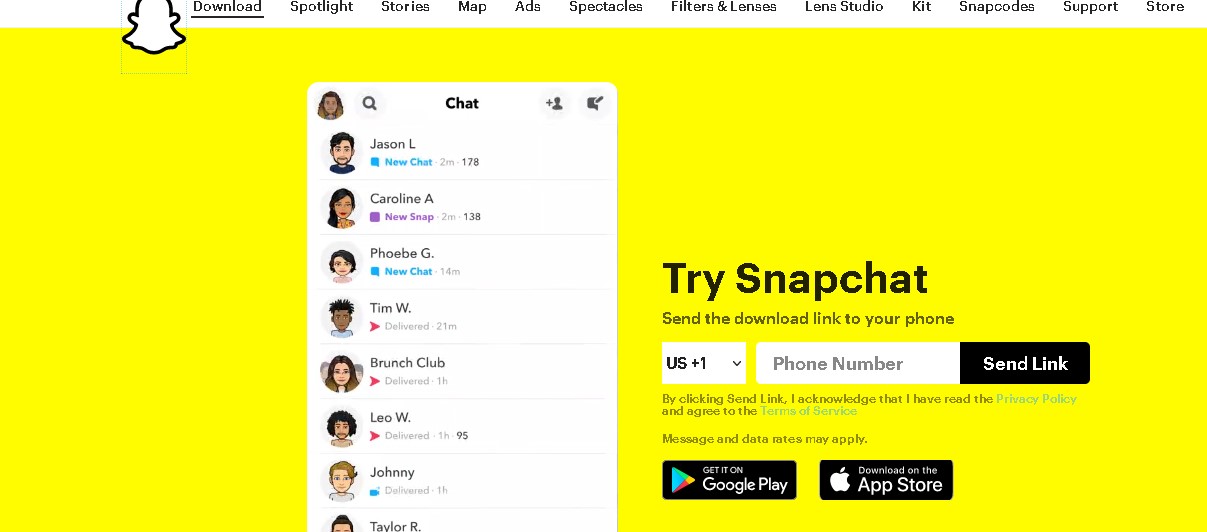 Download Spotlight Stories Map Ads Spectacles Filters & Lenses Lens Studio Kit Snapcodes Support Store
Chat
Jason L
New Chat · 2m · 178
Caroline A
New Snap · 2m · 138
Phoebe G.
New Chat · 14m
Tim W.
Delivered · 21m
Brunch Club
Delivered · 1h
Leo W.
Delivered · 1h · 95
Johnny
Delivered · 1h
Taylor R.
Try Snapchat
Send the download link to your phone
US +1 Phone Number Send Link
By clicking Send Link, I acknowledge that I have read the Privacy Policy
and agree to the Terms of Service
Message and data rates may apply.
GET IT ON
Google Play
Download on the
App Store